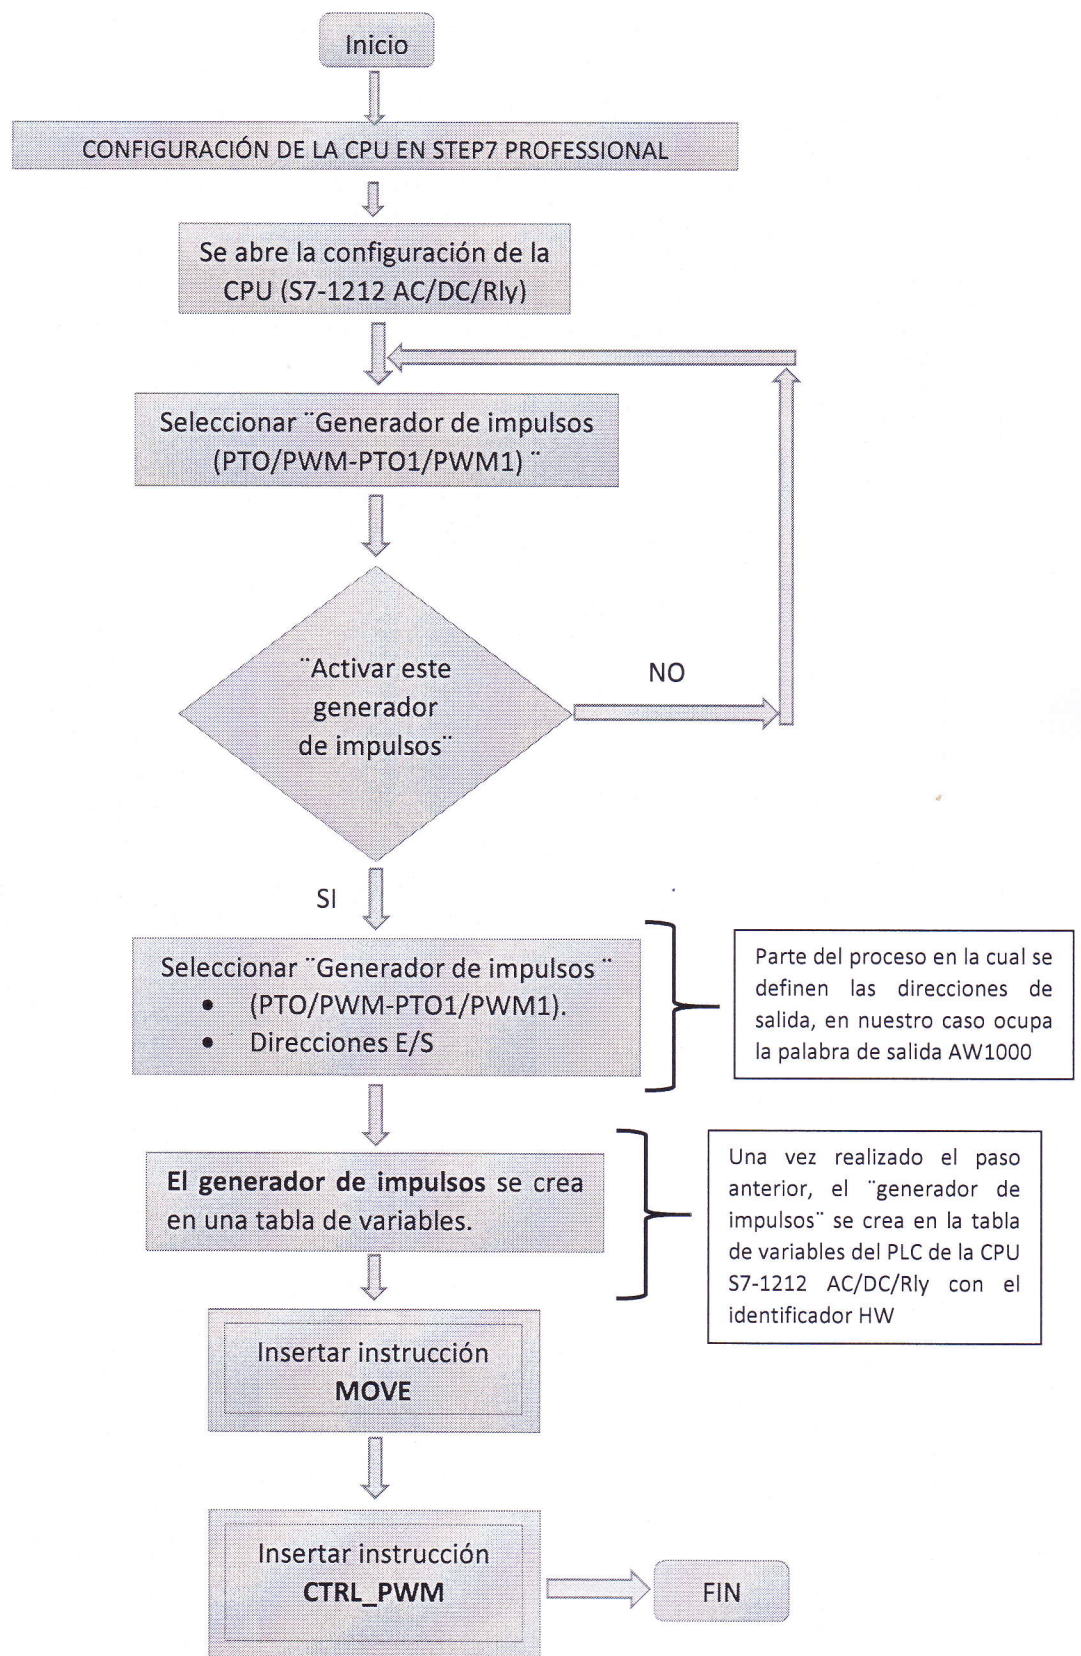 Inicio
CONFIGURACIÓN DE LA CPU EN STEP7 PROFESSIONAL
Se abre la configuración de la
CPU (S7-1212 AC/DC/Rly)
Seleccionar ¨Generador de impulsos
(PTO/PWM-PTO1/PWM1) ¨
¨Activar este
generador
de impulsos¨
NO
SI
Seleccionar ¨Generador de impulsos ¨
• (PTO/PWM-PTO1/PWM1).
• Direcciones E/S
Parte del proceso en la cual se
definen las direcciones de
salida, en nuestro caso ocupa
la palabra de salida AW1000
El generador de impulsos se crea
en una tabla de variables.
Una vez realizado el paso
anterior, el ¨generador de
impulsos¨ se crea en la tabla
de variables del PLC de la CPU
S7-1212 AC/DC/Rly con el
identificador HW
Insertar instrucción
MOVE
Insertar instrucción
CTRL_PWM
FIN